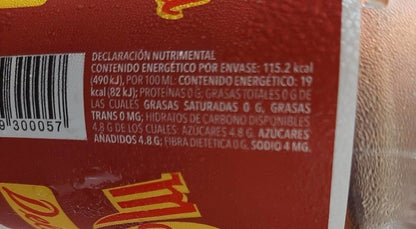 DECLARACIÓN NUTRIMENTAL
CONTENIDO ENERGÉTICO POR ENVASE: 115.2 kcal
(490 kJ), POR 100 ML: CONTENIDO ENERGÉTICO: 19
kcal (82 kJ); PROTEÍNAS 0 G, GRASAS TOTALES 0 G DE
LAS CUALES GRASAS SATURADAS 0 G, GRASAS
TRANS 0 MG; HIDRATOS DE CARBONO DISPONIBLES
4.8 G DE LOS CUALES: AZÚCARES 4.8 G, AZÚCARES
AÑADIDOS 4.8 G; FIBRA DIETÉTICA 0 G, SODIO 4 MG.
9 300057